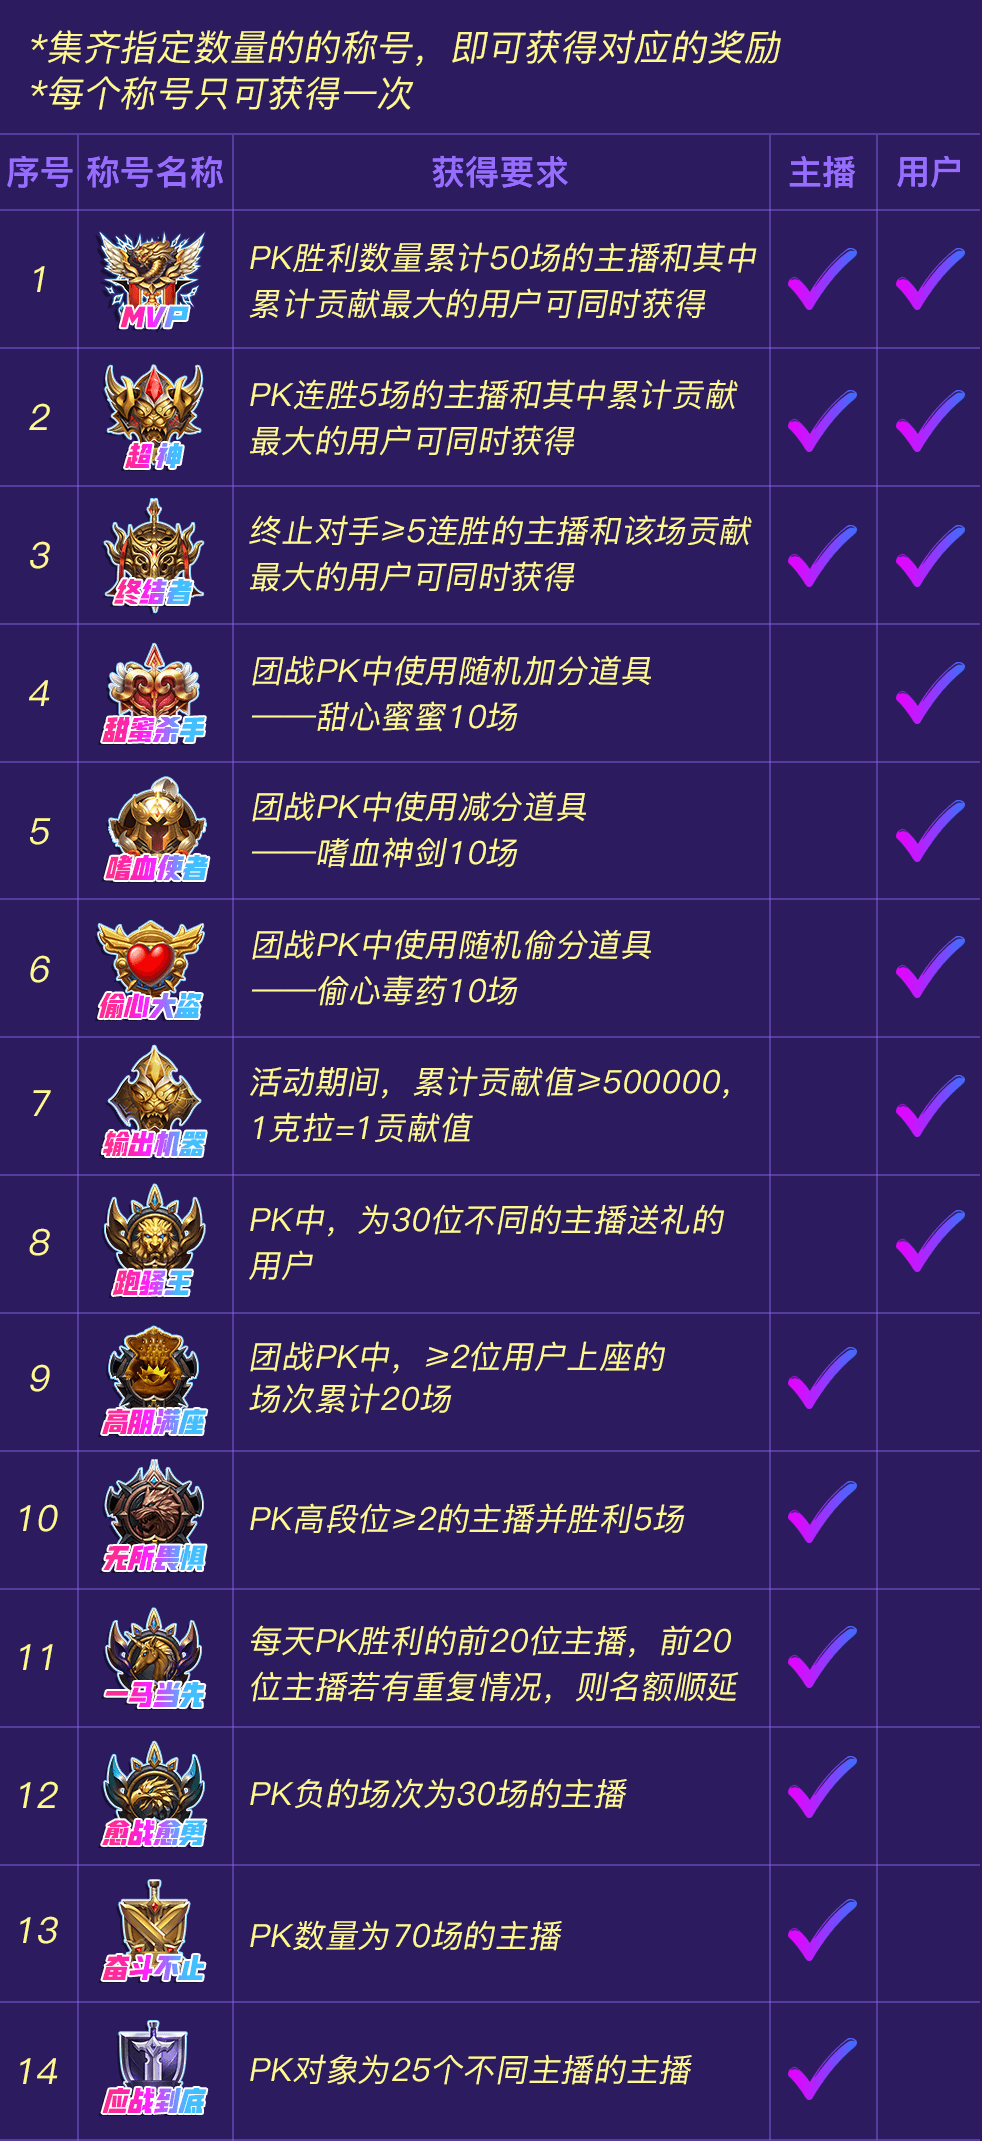 *集齐指定数量的的称号，即可获得对应的奖励
*每个称号只可获得一次
序号 称号名称 获得要求 主播 用户
1 MVP PK胜利数量累计50场的主播和其中
累计贡献最大的用户可同时获得
2 超神 PK连胜5场的主播和其中累计贡献
最大的用户可同时获得
3 终结者 终止对手≥5连胜的主播和该场贡献
最大的用户可同时获得
4 甜蜜杀手 团战PK中使用随机加分道具
——甜心蜜蜜10场
5 嗜血使者 团战PK中使用减分道具
——嗜血神剑10场
6 偷心大盗 团战PK中使用随机偷分道具
——偷心毒药10场
7 输出机器 活动期间，累计贡献值≥500000，
1克拉=1贡献值
8 跑骚王 PK中，为30位不同的主播送礼的
用户
9 高朋满座 团战PK中，≥2位用户上座的
场次累计20场
10 无所畏惧 PK高段位≥2的主播并胜利5场
11 一马当先 每天PK胜利的前20位主播，前20
位主播若有重复情况，则名额顺延
12 愈战愈勇 PK负的场次为30场的主播
13 奋斗不止 PK数量为70场的主播
14 应战到底 PK对象为25个不同主播的主播